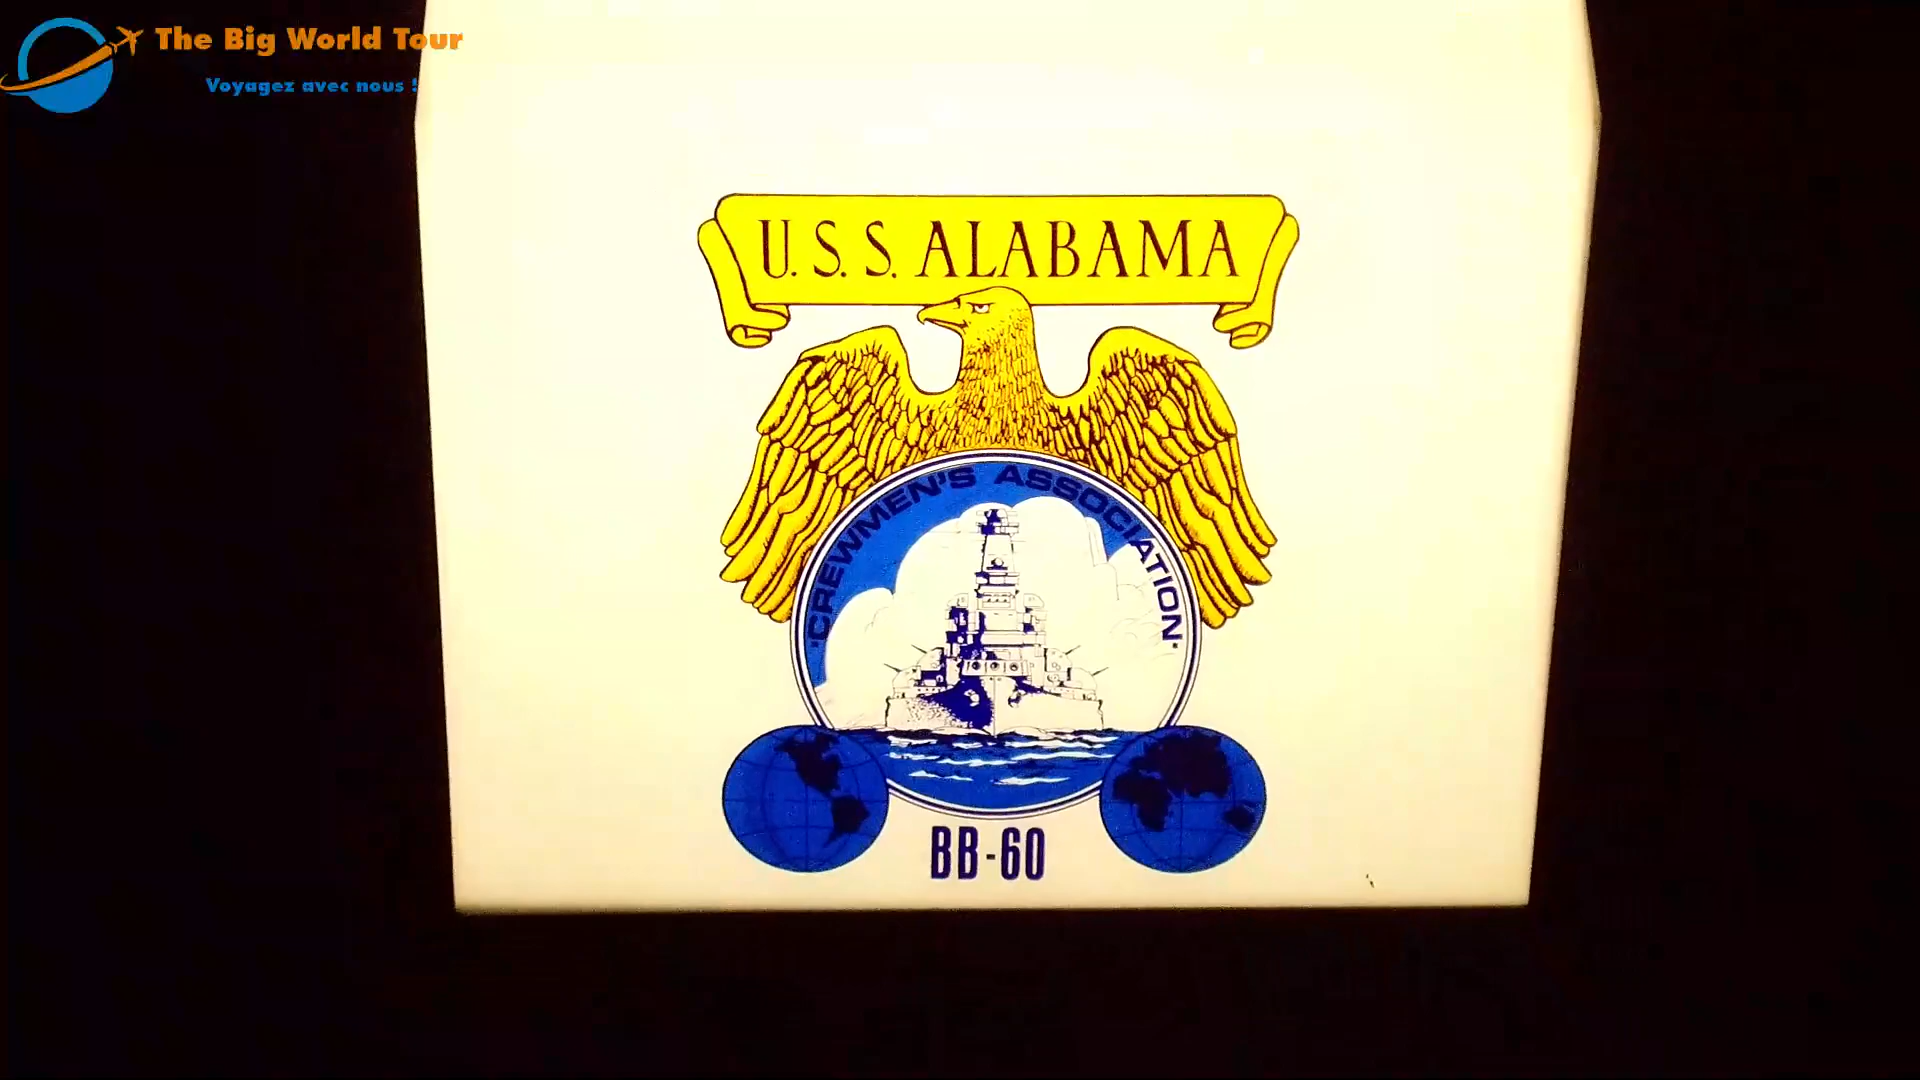 The Big World Tour
Voyagez avec nous !
U.S.S. ALABAMA
·CREWMEN'S ASSOCIATION·
BB-60